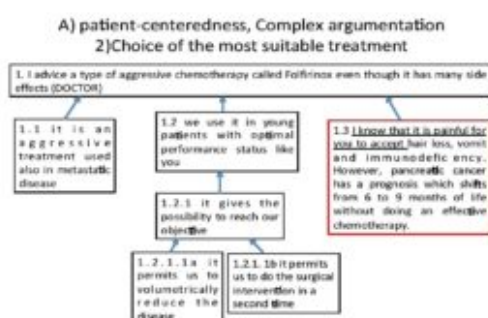 A) patient-centeredness, Complex argumentation
2)Choice of the most suitable treatment
1. I advice a type of aggressive chemotherapy called Folfirinox even though it has many side
effects (DOCTOR)
1.1 it is an
aggressive
treatment used
also in metastatic
disease
1.2 we use it in young
patients with optimal
performance status like
you
1.3 I know that it is painful for
you to accept hair loss, vomit
and immunodefic ency.
However, pancreatic cancer
has a prognosis which shifts
from 6 to 9 months of life
without doing an effective
chemotherapy.
1.2.1 it gives the
possibility to reach our
objective
1.2.1.1a it
permits us to
volumetrically
reduce the
disease
1.2.1. 1b it permits
us to do the surgical
intervention in a
second time